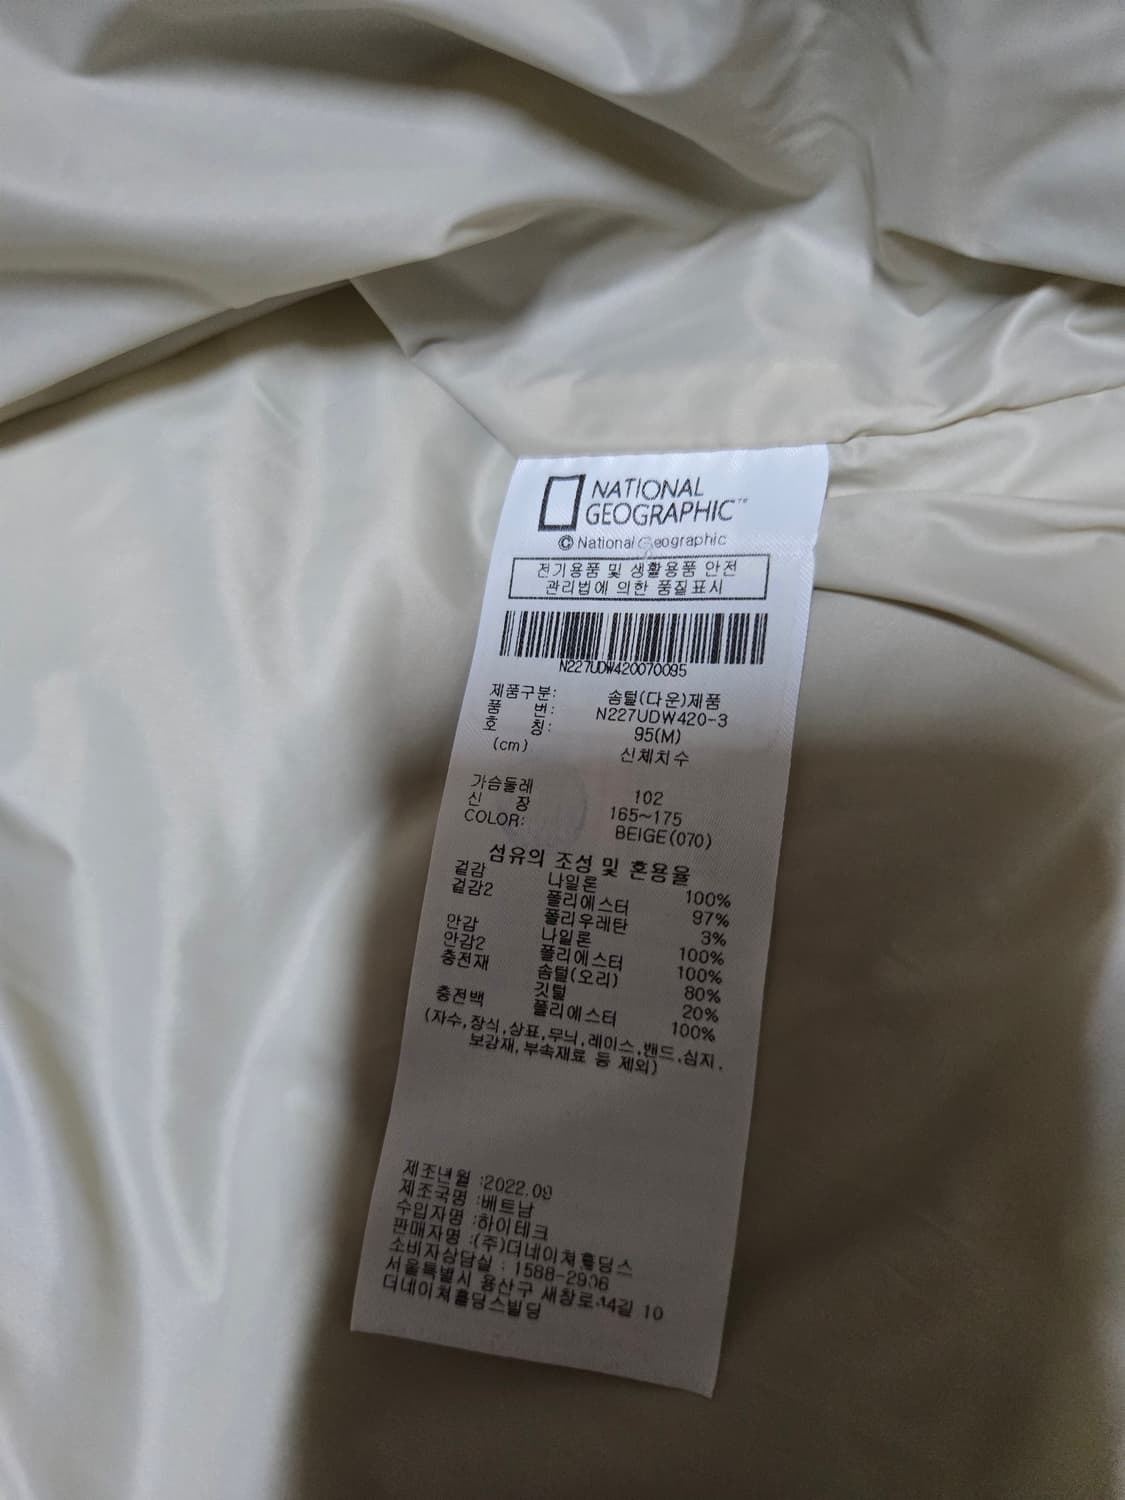 NATIONAL
GEOGRAPHIC™
© National Geographic
전기용품 및 생활용품 안전
관리법에 의한 품질표시
N227UDW420070095
제품구분: 솜털(다운)제품
품 번: N227UDW420-3
호 칭: 95(M)
(cm) 신체치수
가슴둘레 102
신 장 165~175
COLOR: BEIGE(070)
섬유의 조성 및 혼용율
겉감 나일론 100%
겉감2 폴리에스터 97%
폴리우레탄 3%
안감 나일론 100%
안감2 폴리에스터 100%
충전재 솜털(오리) 80%
깃털 20%
충전백 폴리에스터 100%
(자수,장식,상표,무늬,레이스,밴드,심지,
보강재,부속재료 등 제외)
제조년월 :2022.09
제조국명 :베트남
수입자명 :하이테크
판매자명 :(주)더네이쳐홀딩스
소비자상담실 : 1588-2906
서울특별시 용산구 새창로44길 10
더네이쳐홀딩스빌딩